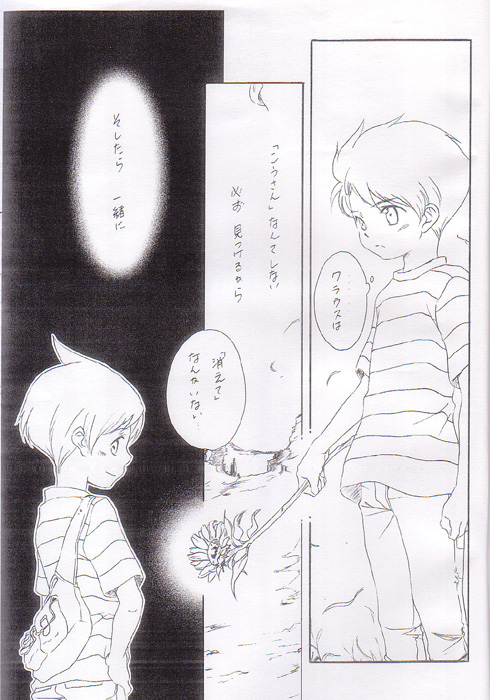 ワラウスは
……
「消えて」
なんかいない…
「こうさん」なんてしない
必ず 見つけるから
そしたら 一緒に